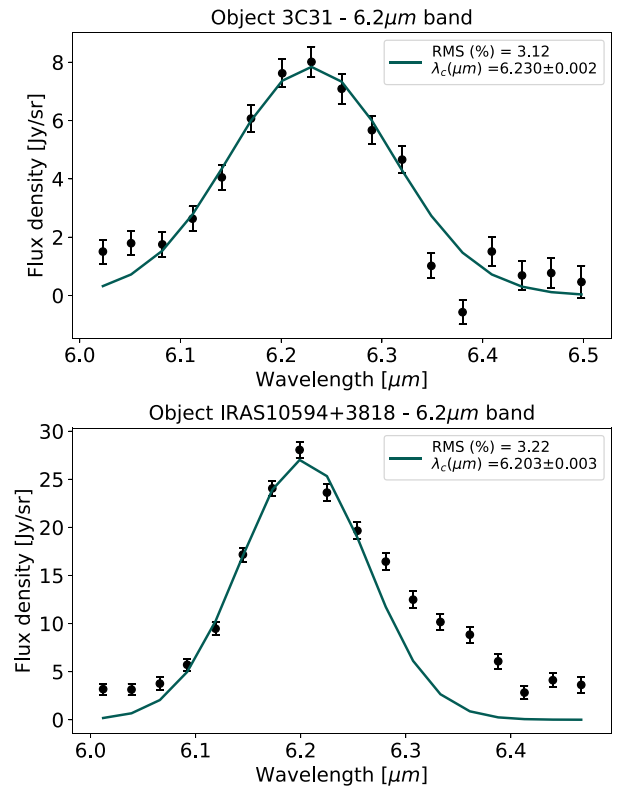 Object 3C31 - 6.2μm band
RMS (%) = 3.12
λc(μm) =6.230±0.002
Flux density [Jy/sr]
8
6
4
2
0
6.0 6.1 6.2 6.3 6.4 6.5
Wavelength [μm]
Object IRAS10594+3818 - 6.2μm band
RMS (%) = 3.22
λc(μm) =6.203±0.003
Flux density [Jy/sr]
30
25
20
15
10
5
0
6.0 6.1 6.2 6.3 6.4
Wavelength [μm]